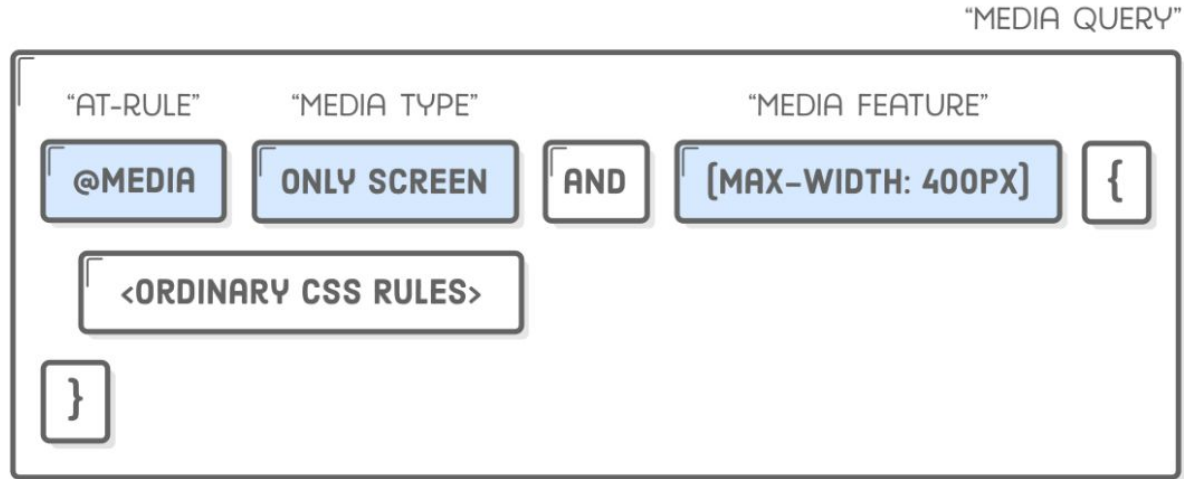 “MEDIA QUERY”
“AT-RULE” “MEDIA TYPE” “MEDIA FEATURE”
@MEDIA ONLY SCREEN AND (MAX-WIDTH: 400PX) {
<ORDINARY CSS RULES>
}